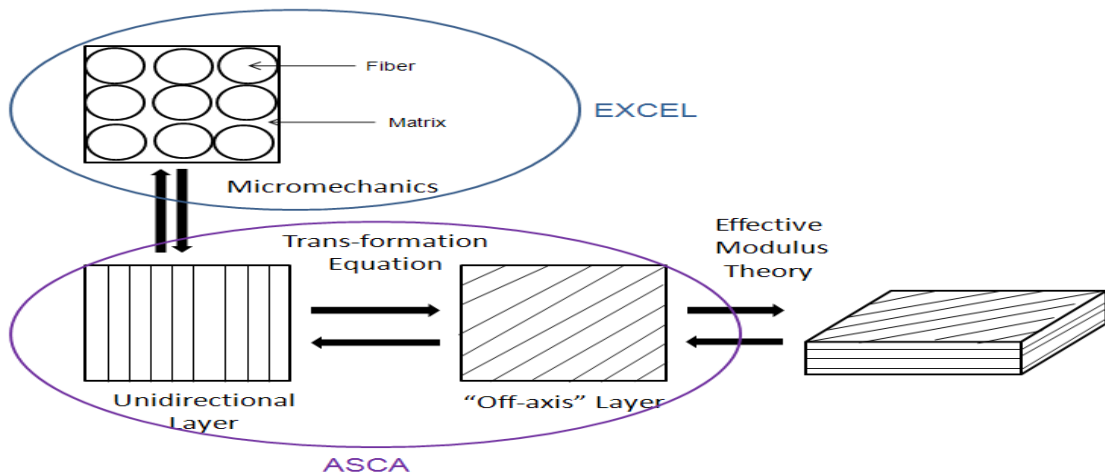 Fiber
Matrix
EXCEL
Micromechanics
Trans-formation
Equation
Effective
Modulus
Theory
Unidirectional
Layer
“Off-axis” Layer
ASCA